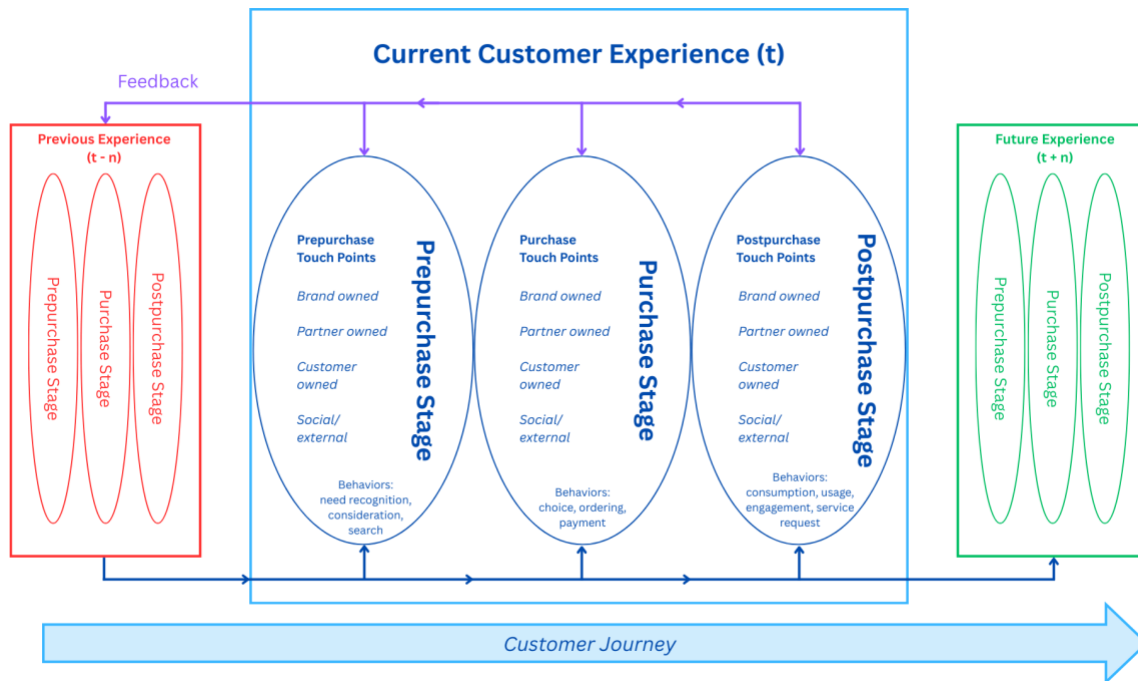 Current Customer Experience (t)
Feedback
Previous Experience
(t - n)
Prepurchase Stage
Purchase Stage
Postpurchase Stage
Prepurchase
Touch Points
Brand owned
Partner owned
Customer
owned
Social/
external
Prepurchase Stage
Behaviors:
need recognition,
consideration,
search
Purchase
Touch Points
Brand owned
Partner owned
Customer
owned
Social/
external
Purchase Stage
Behaviors:
choice, ordering,
payment
Postpurchase
Touch Points
Brand owned
Partner owned
Customer
owned
Social/
external
Postpurchase Stage
Behaviors:
consumption, usage,
engagement, service
request
Future Experience
(t + n)
Prepurchase Stage
Purchase Stage
Postpurchase Stage
Customer Journey